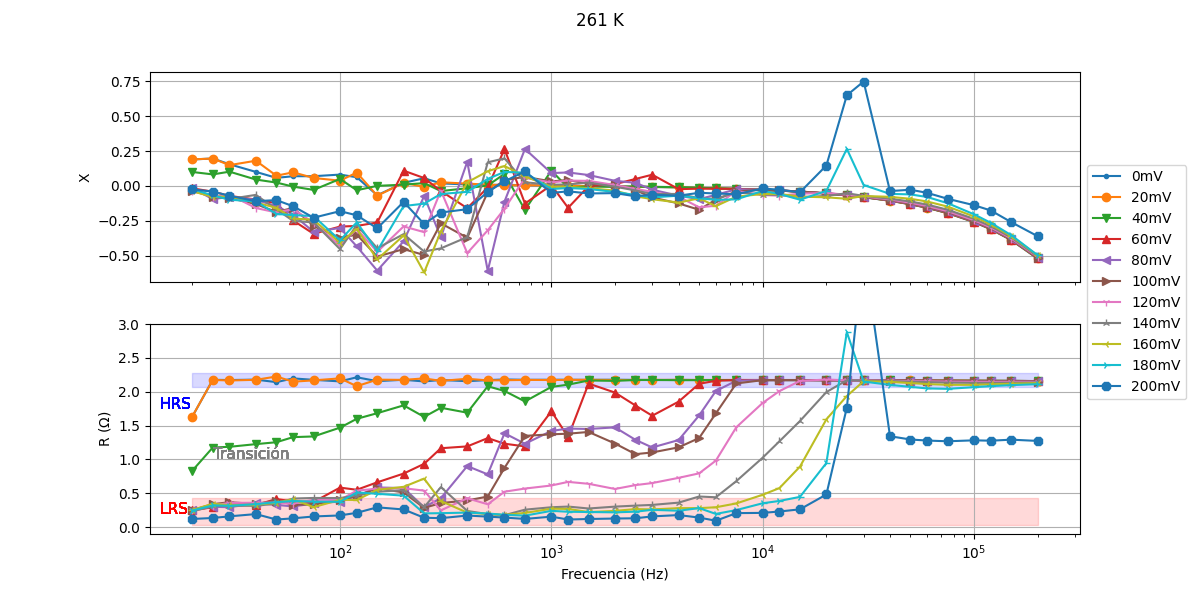 261 K
0.75
0.50
0.25
0.00
−0.25
−0.50
X
3.0
2.5
2.0
1.5
1.0
0.5
0.0
R (Ω)
HRS
Transición
LRS
10²
10³
10⁴
10⁵
Frecuencia (Hz)
0mV
20mV
40mV
60mV
80mV
100mV
120mV
140mV
160mV
180mV
200mV